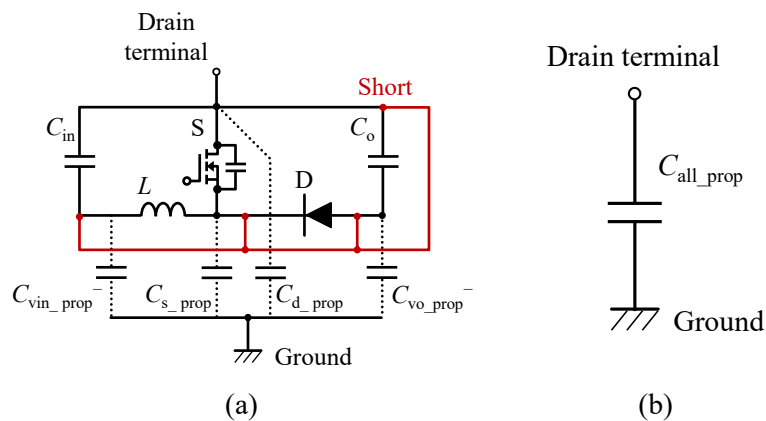 Drain
terminal
Short
C_in
S
C_o
L
D
C_vin_prop⁻
C_s_prop
C_d_prop
C_vo_prop⁻
Ground
(a)
Drain terminal
C_all_prop
Ground
(b)